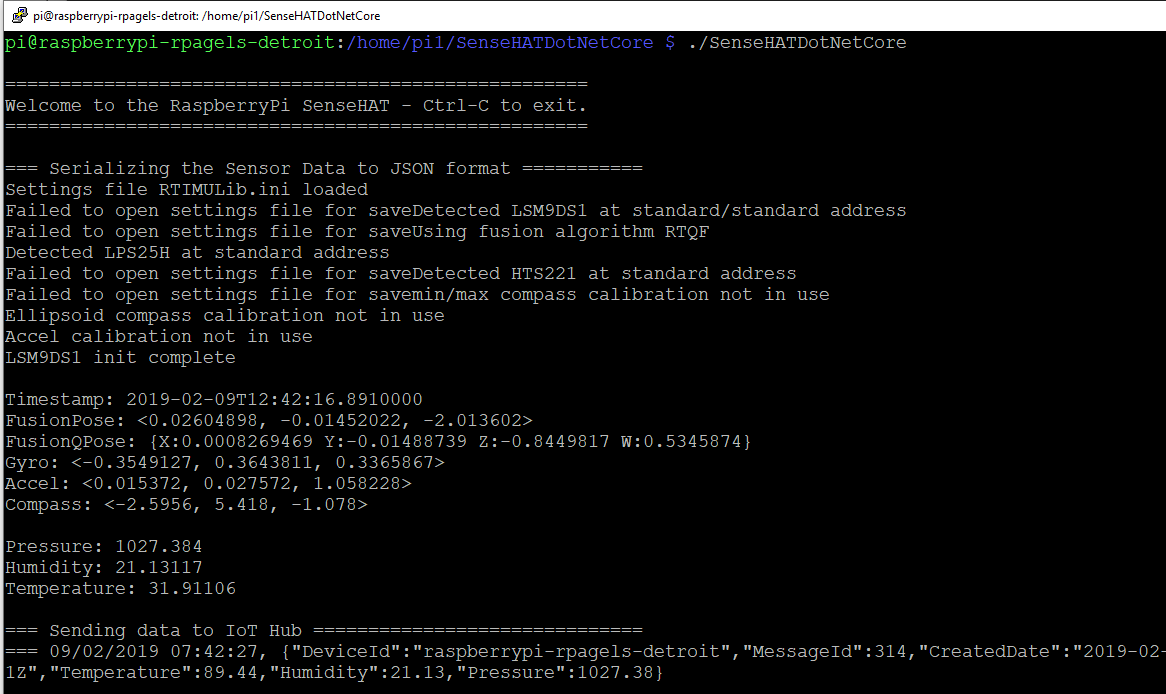 pi@raspberrypi-rpagels-detroit: /home/pi1/SenseHATDotNetCore
pi@raspberrypi-rpagels-detroit:/home/pi1/SenseHATDotNetCore $ ./SenseHATDotNetCore
=====================================================
Welcome to the RaspberryPi SenseHAT - Ctrl-C to exit.
=====================================================
=== Serializing the Sensor Data to JSON format ===========
Settings file RTIMULib.ini loaded
Failed to open settings file for saveDetected LSM9DS1 at standard/standard address
Failed to open settings file for saveUsing fusion algorithm RTQF
Detected LPS25H at standard address
Failed to open settings file for saveDetected HTS221 at standard address
Failed to open settings file for savemin/max compass calibration not in use
Ellipsoid compass calibration not in use
Accel calibration not in use
LSM9DS1 init complete
Timestamp: 2019-02-09T12:42:16.8910000
FusionPose: <0.02604898, -0.01452022, -2.013602>
FusionQPose: {X:0.0008269469 Y:-0.01488739 Z:-0.8449817 W:0.5345874}
Gyro: <-0.3549127, 0.3643811, 0.3365867>
Accel: <0.015372, 0.027572, 1.058228>
Compass: <-2.5956, 5.418, -1.078>
Pressure: 1027.384
Humidity: 21.13117
Temperature: 31.91106
=== Sending data to IoT Hub ==============================
=== 09/02/2019 07:42:27, {"DeviceId":"raspberrypi-rpagels-detroit","MessageId":314,"CreatedDate":"2019-02-
1Z","Temperature":89.44,"Humidity":21.13,"Pressure":1027.38}